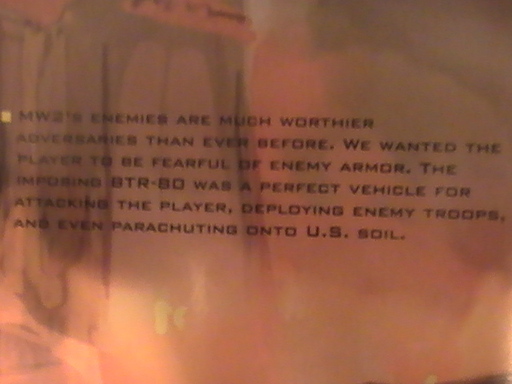 MW2'S ENEMIES ARE MUCH WORTHIER
ADVERSARIES THAN EVER BEFORE. WE WANTED THE
PLAYER TO BE FEARFUL OF ENEMY ARMOR. THE
IMPOSING BTR-80 WAS A PERFECT VEHICLE FOR
ATTACKING THE PLAYER, DEPLOYING ENEMY TROOPS,
AND EVEN PARACHUTING ONTO U.S. SOIL.